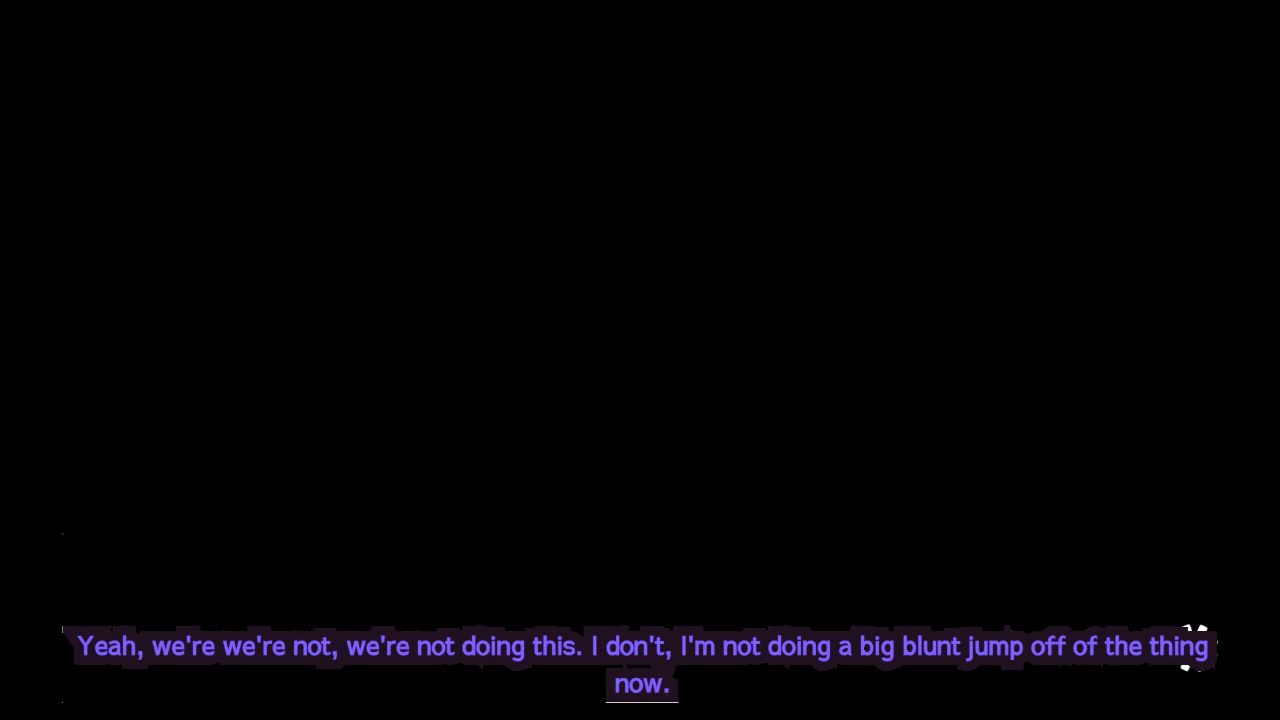 Yeah, we're we're not, we're not doing this. I don't, I'm not doing a big blunt jump off of the thing
now.